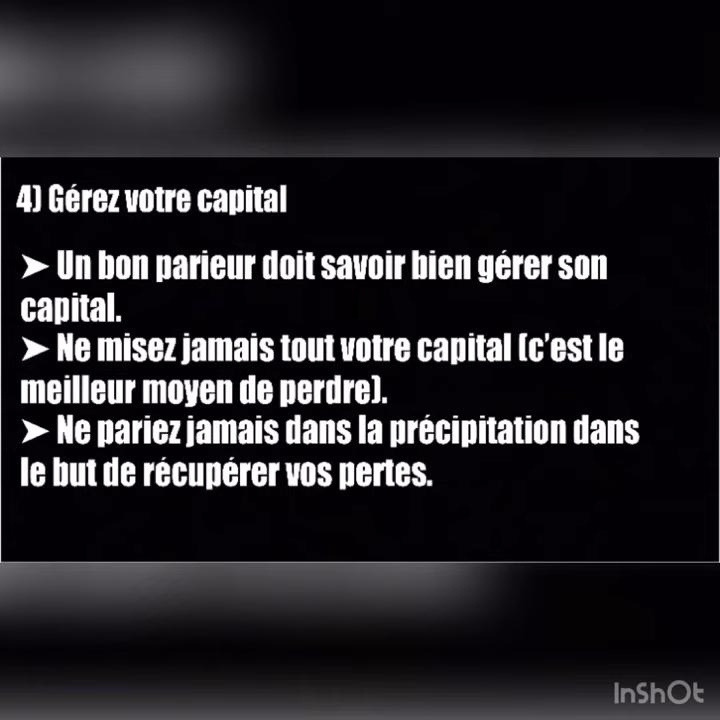 4) Gérez votre capital
➤ Un bon parieur doit savoir bien gérer son
capital.
➤ Ne misez jamais tout votre capital (c’est le
meilleur moyen de perdre).
➤ Ne pariez jamais dans la précipitation dans
le but de récupérer vos pertes.
InShOt